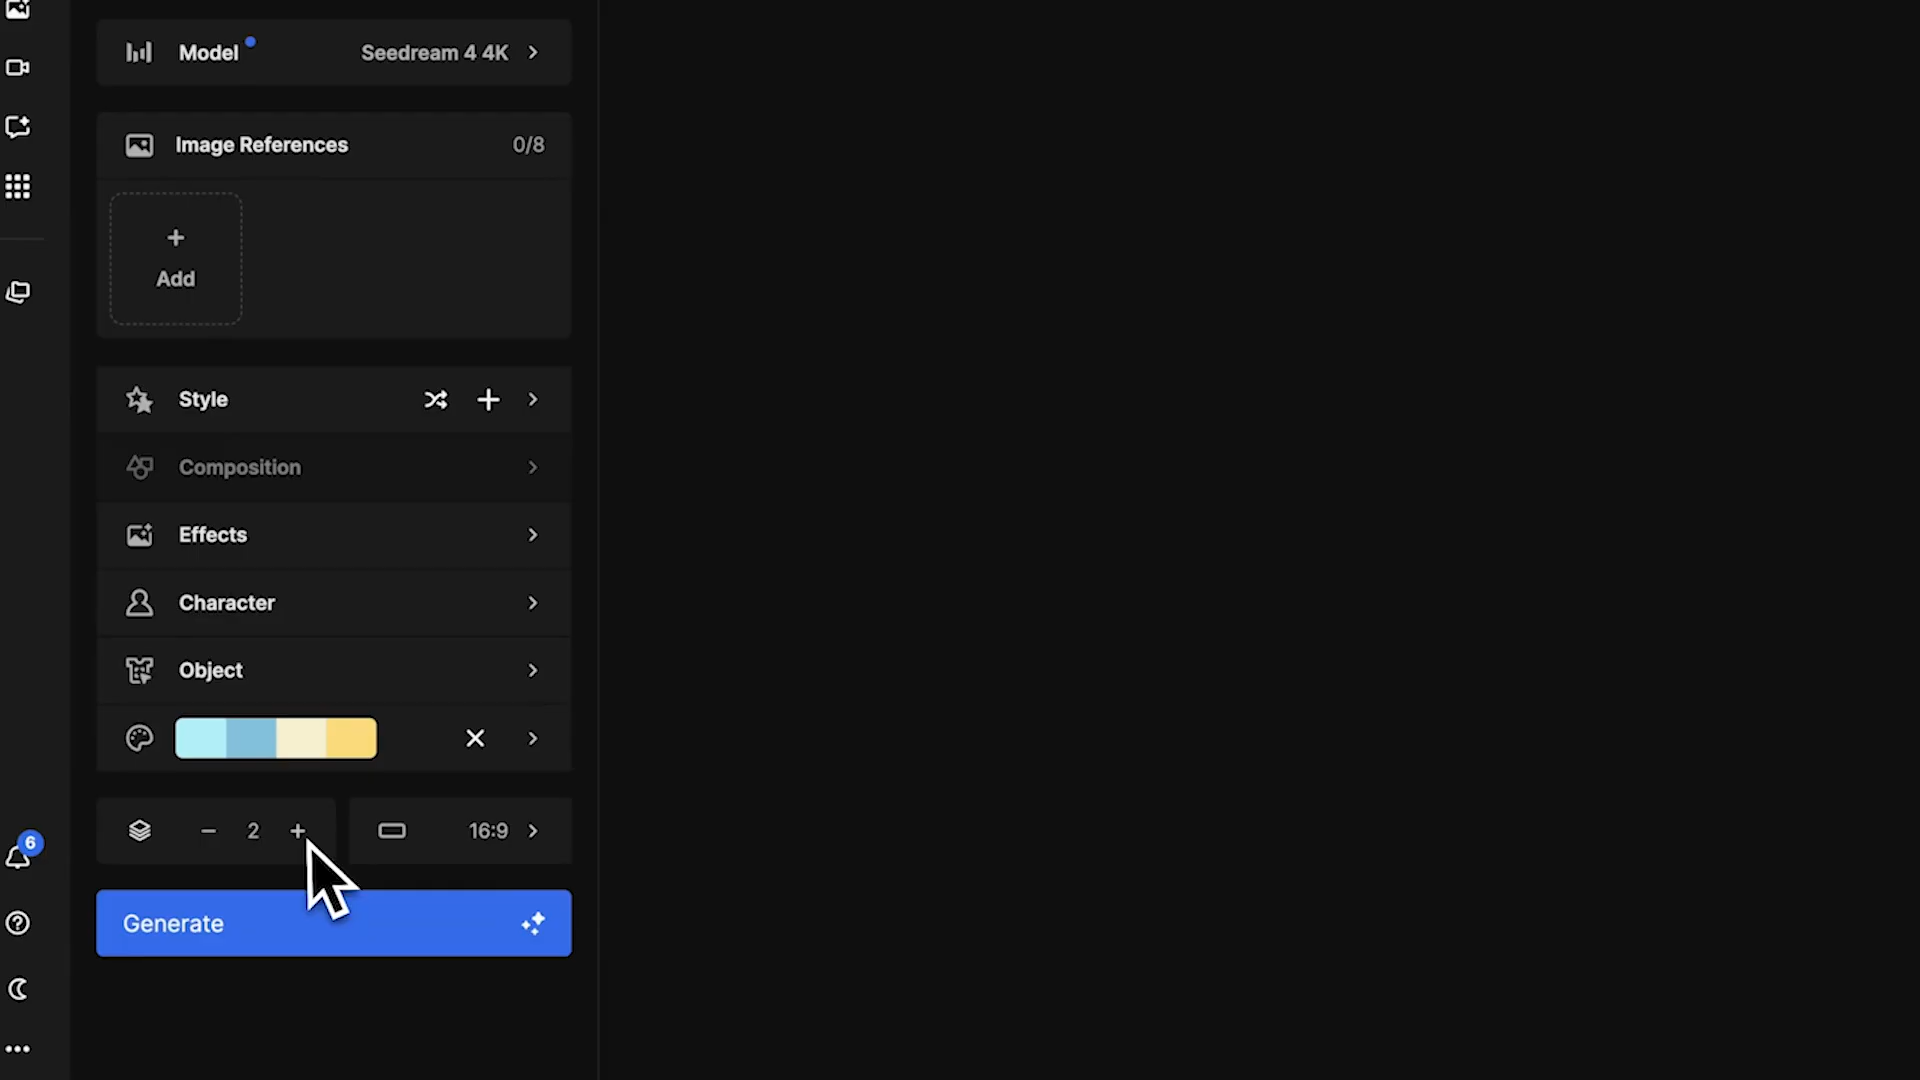 Model
Seedream 4 4K
Image References
0/8
+
Add
Style
Composition
Effects
Character
Object
2
16:9
6
Generate